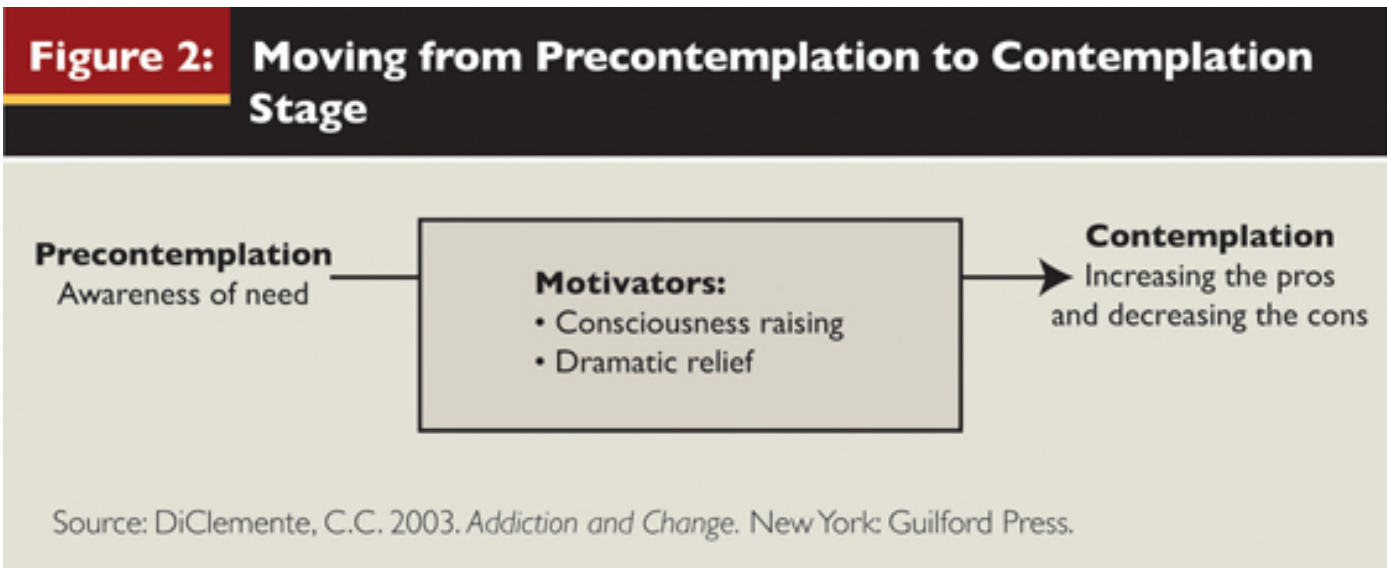 Figure 2: Moving from Precontemplation to Contemplation
Stage
Precontemplation
Awareness of need
Motivators:
• Consciousness raising
• Dramatic relief
Contemplation
Increasing the pros
and decreasing the cons
Source: DiClemente, C.C. 2003. Addiction and Change. New York: Guilford Press.